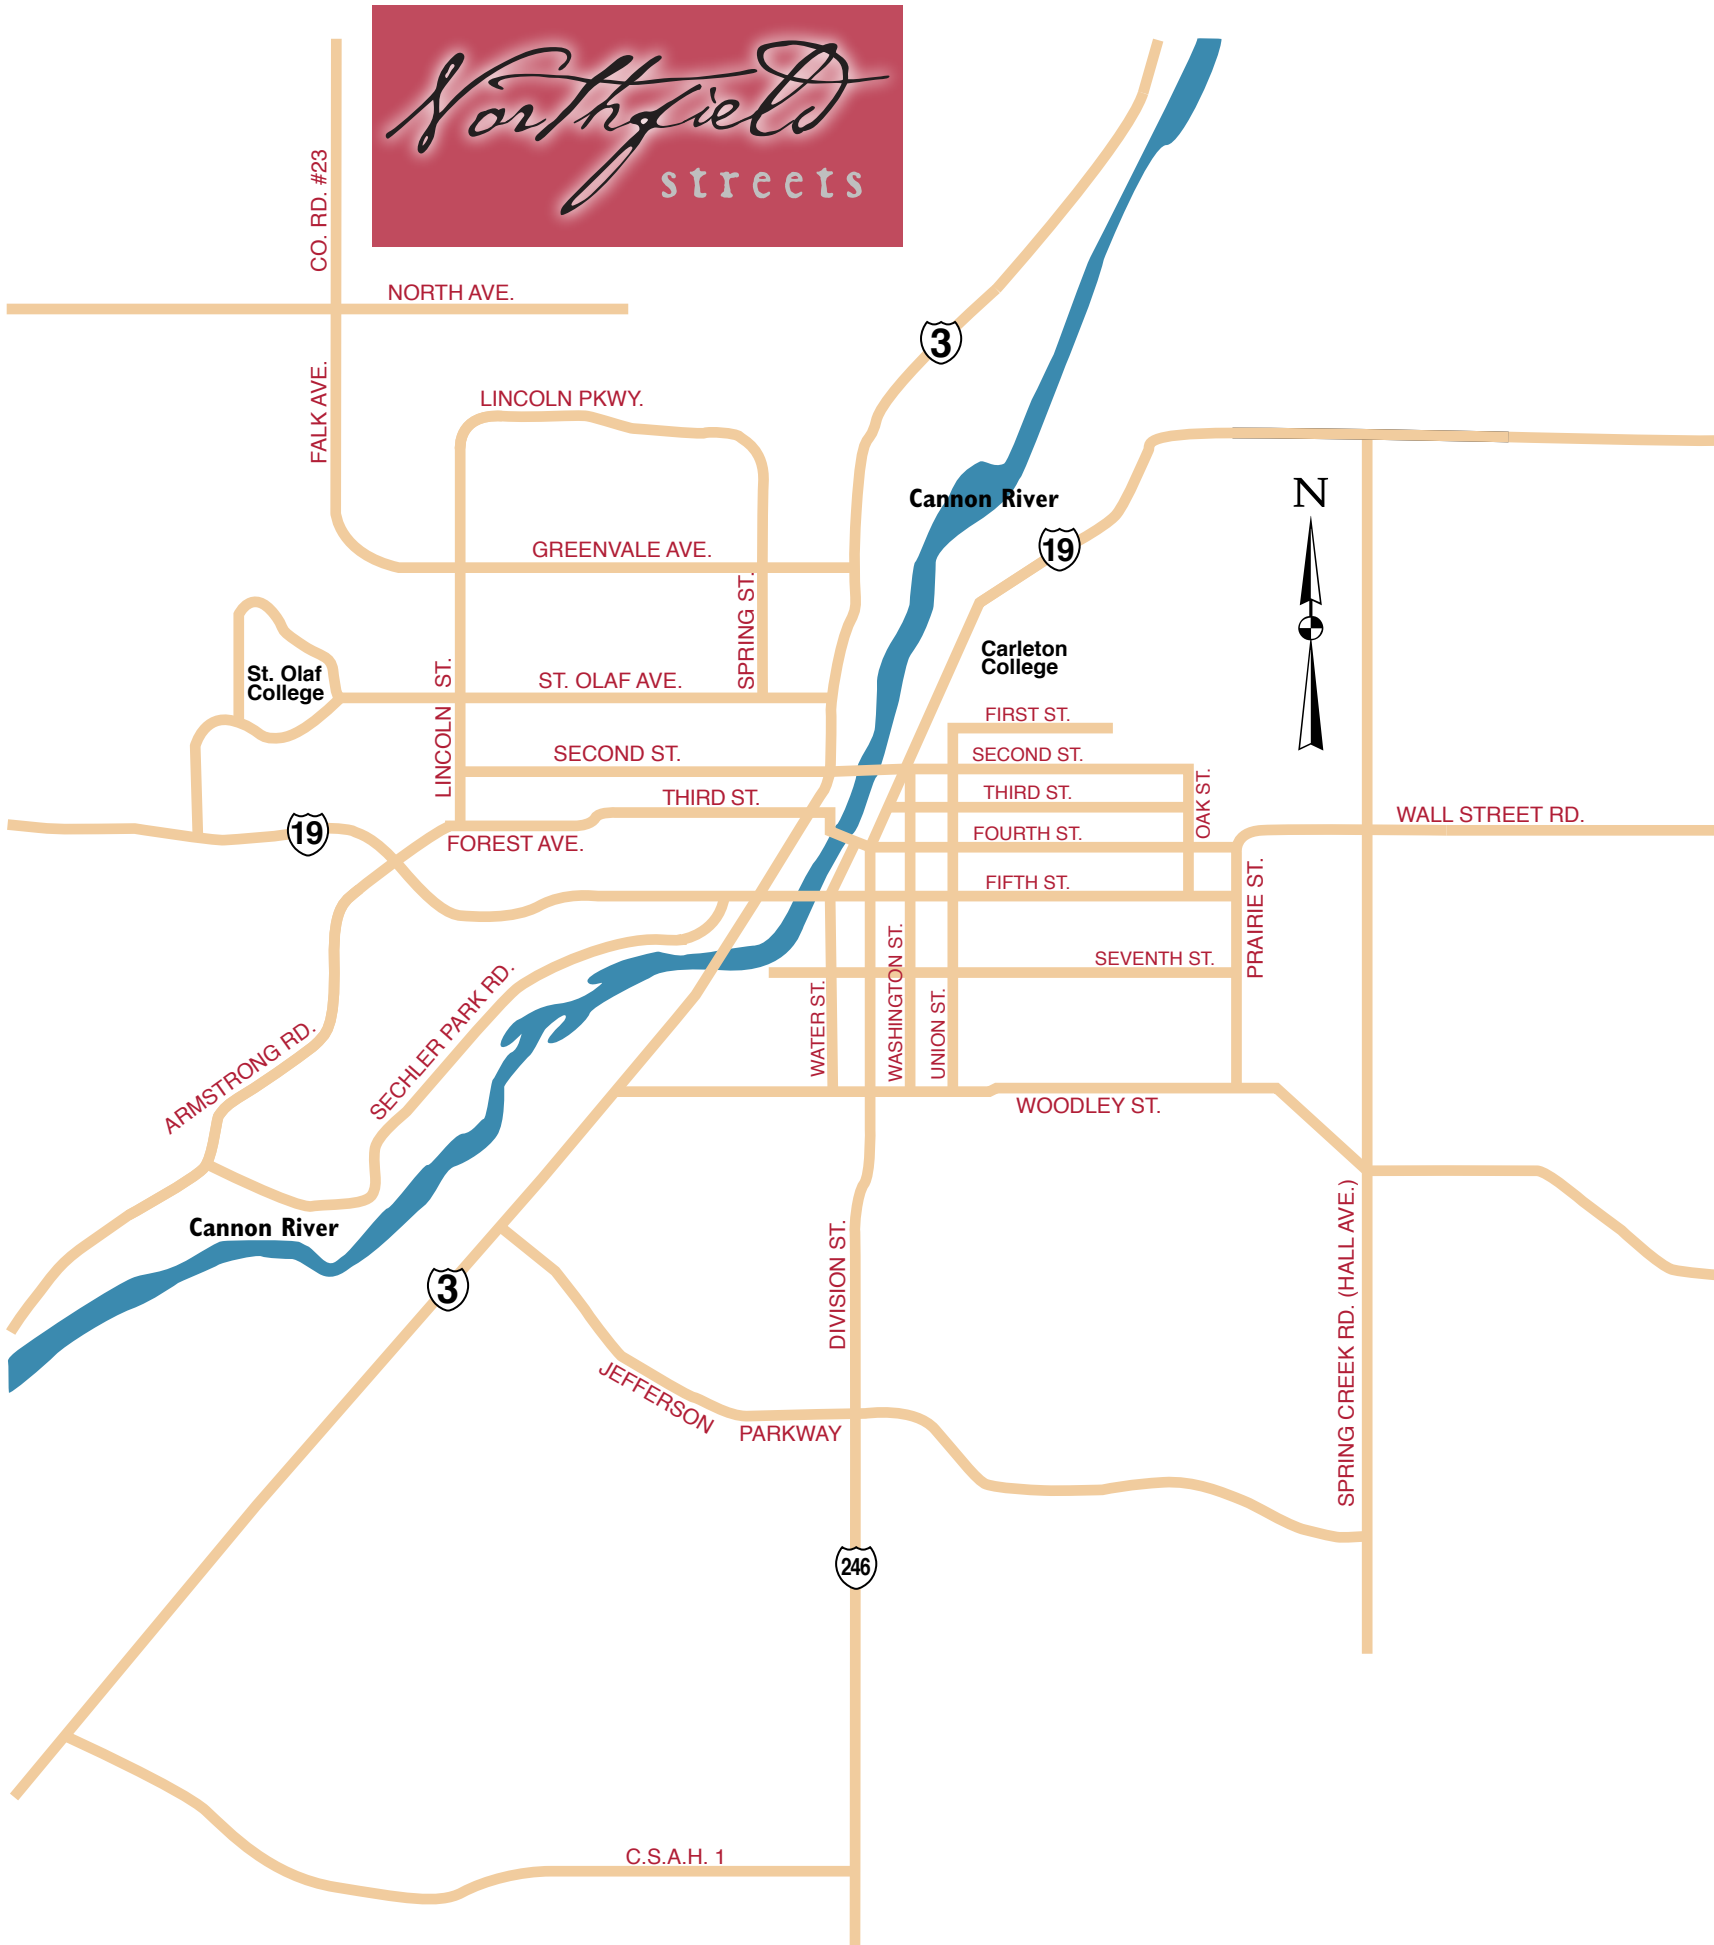 Northfield
streets
CO. RD. #23
NORTH AVE.
3
FALK AVE.
LINCOLN PKWY.
Cannon River
N
19
GREENVALE AVE.
SPRING ST.
Carleton
College
St. Olaf
College
LINCOLN ST.
ST. OLAF AVE.
FIRST ST.
SECOND ST.
SECOND ST.
THIRD ST.
THIRD ST.
OAK ST.
WALL STREET RD.
19
FOREST AVE.
FOURTH ST.
FIFTH ST.
PRAIRIE ST.
SEVENTH ST.
WATER ST.
WASHINGTON ST.
UNION ST.
ARMSTRONG RD.
SECHLER PARK RD.
WOODLEY ST.
Cannon River
3
DIVISION ST.
SPRING CREEK RD. (HALL AVE.)
JEFFERSON
PARKWAY
246
C.S.A.H. 1